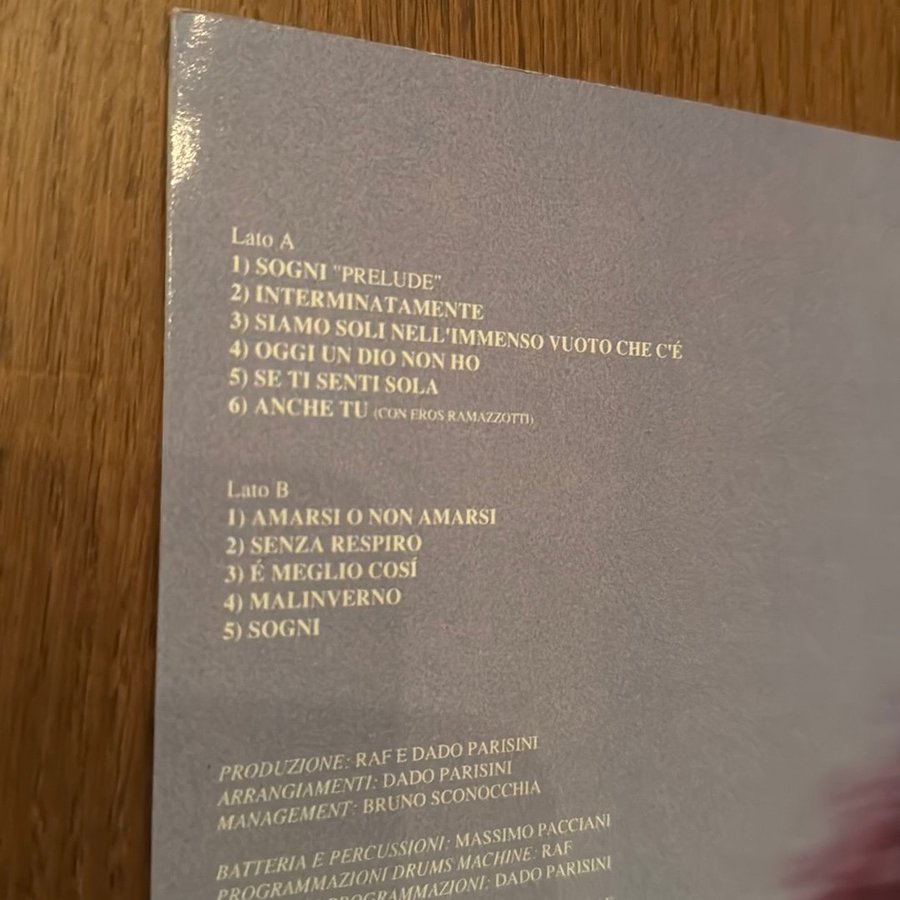 Lato A
1) SOGNI "PRELUDE"
2) INTERMINATAMENTE
3) SIAMO SOLI NELL'IMMENSO VUOTO CHE C'É
4) OGGI UN DIO NON HO
5) SE TI SENTI SOLA
6) ANCHE TU (CON EROS RAMAZZOTTI)
Lato B
1) AMARSI O NON AMARSI
2) SENZA RESPIRO
3) É MEGLIO COSÍ
4) MALINVERNO
5) SOGNI
PRODUZIONE: RAF E DADO PARISINI
ARRANGIAMENTI: DADO PARISINI
MANAGEMENT: BRUNO SCONOCCHIA
BATTERIA E PERCUSSIONI: MASSIMO PACCIANI
PROGRAMMAZIONI DRUMS MACHINE: RAF
PROGRAMMAZIONI: DADO PARISINI